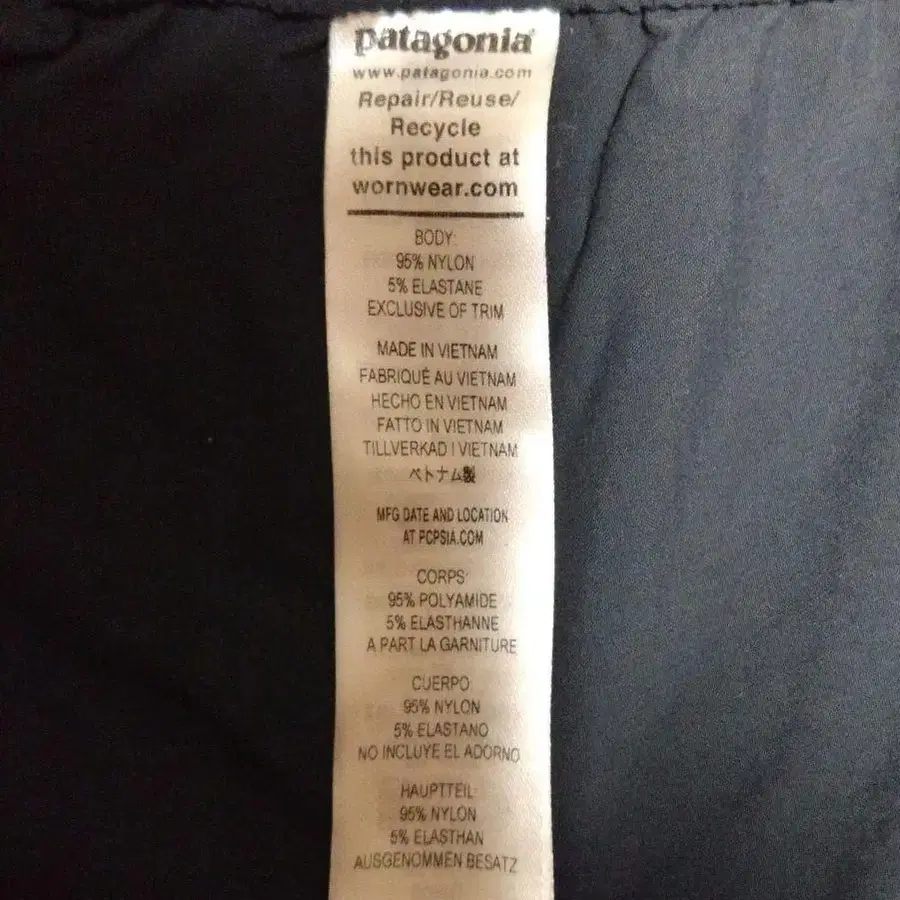 patagonia
www.patagonia.com
Repair/Reuse/
Recycle
this product at
wornwear.com
BODY:
95% NYLON
5% ELASTANE
EXCLUSIVE OF TRIM
MADE IN VIETNAM
FABRIQUÉ AU VIETNAM
HECHO EN VIETNAM
FATTO IN VIETNAM
TILLVERKAD I VIETNAM
ベトナム製
MFG DATE AND LOCATION
AT PCPSIA.COM
CORPS:
95% POLYAMIDE
5% ELASTHANNE
A PART LA GARNITURE
CUERPO:
95% NYLON
5% ELASTANO
NO INCLUYE EL ADORNO
HAUPTTEIL:
95% NYLON
5% ELASTHAN
AUSGENOMMEN BESATZ